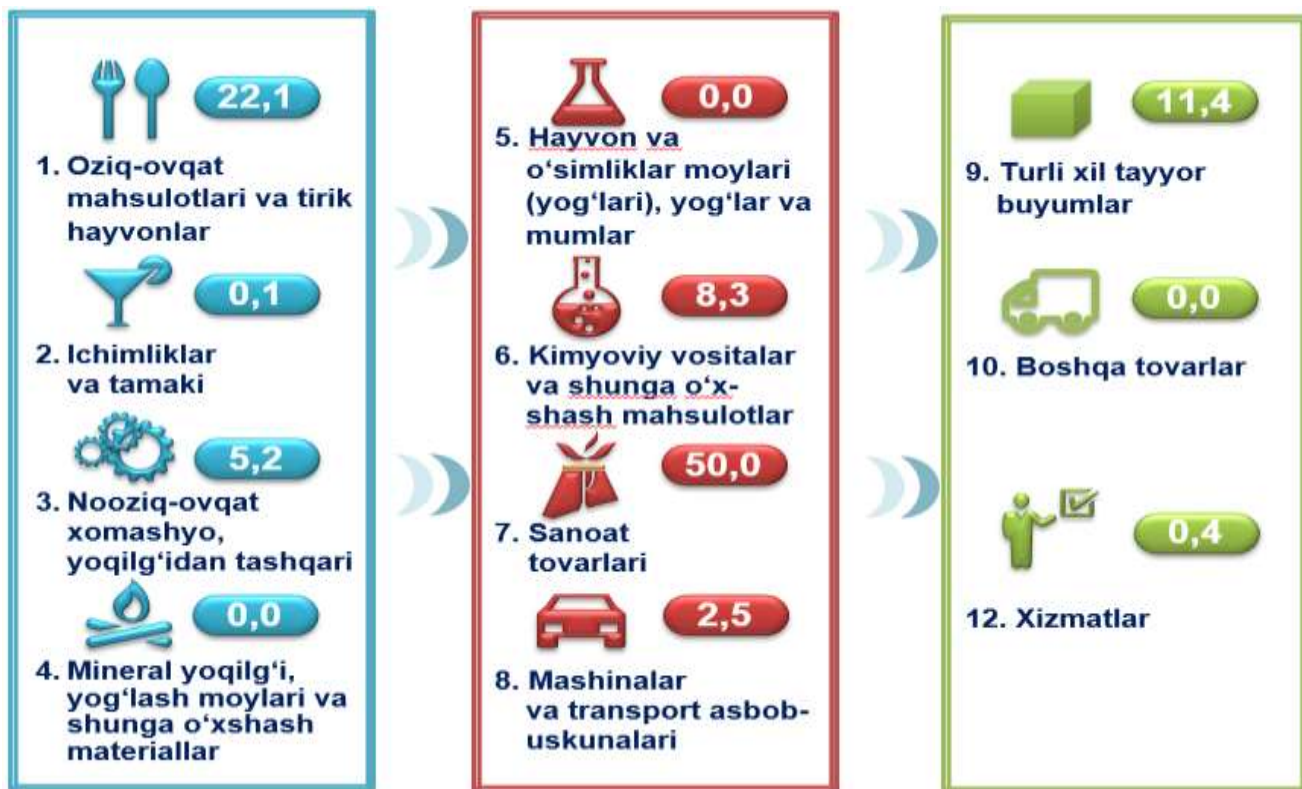 22,1
1. Oziq-ovqat
mahsulotlari va tirik
hayvonlar
0,1
2. Ichimliklar
va tamaki
5,2
3. Nooziq-ovqat
xomashyo,
yoqilg‘idan tashqari
0,0
4. Mineral yoqilg‘i,
yog‘lash moylari va
shunga o‘xshash
materiallar
0,0
5. Hayvon va
o‘simliklar moylari
(yog‘lari), yog‘lar va
mumlar
8,3
6. Kimyoviy vositalar
va shunga o‘x-
shash mahsulotlar
50,0
7. Sanoat
tovarlari
2,5
8. Mashinalar
va transport asbob-
uskunalari
11,4
9. Turli xil tayyor
buyumlar
0,0
10. Boshqa tovarlar
0,4
12. Xizmatlar